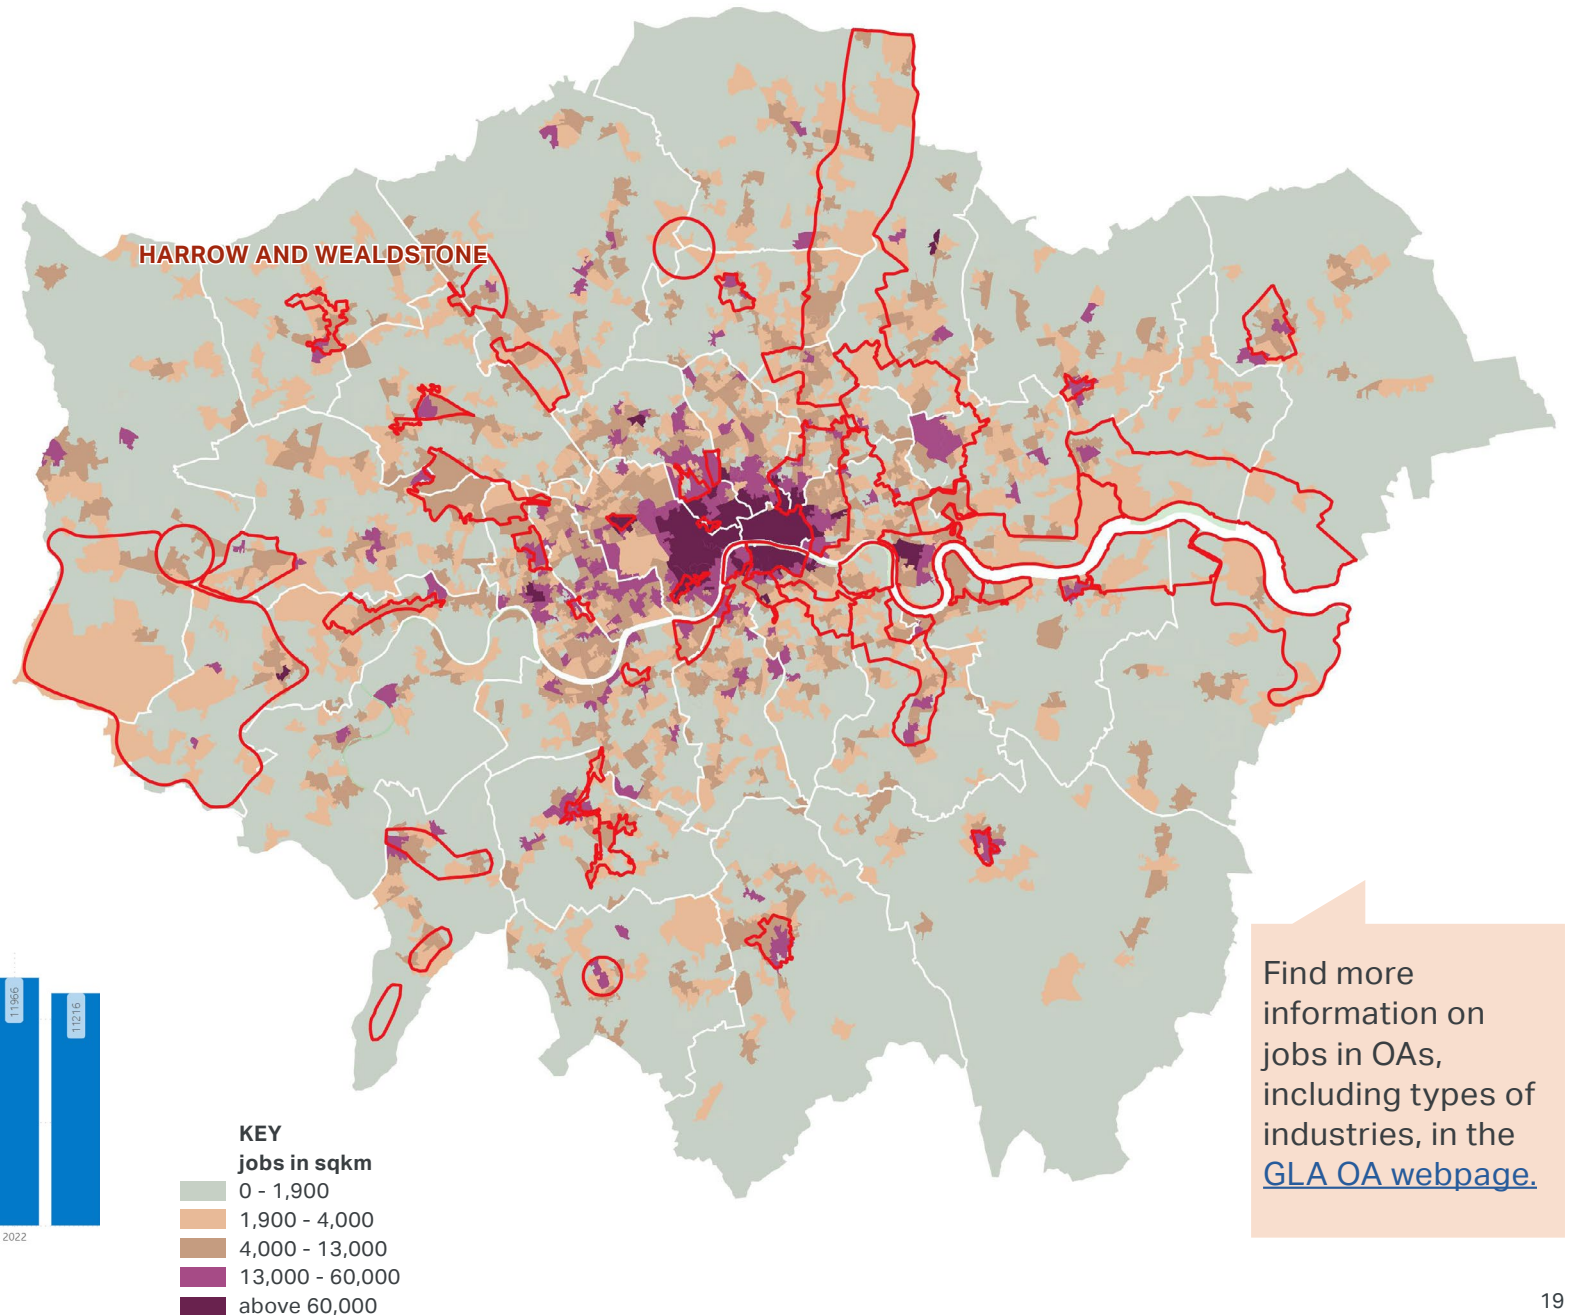 HARROW AND WEALDSTONE
11966
11216
2022
KEY
jobs in sqkm
0 - 1,900
1,900 - 4,000
4,000 - 13,000
13,000 - 60,000
above 60,000
Find more
information on
jobs in OAs,
including types of
industries, in the
GLA OA webpage.
19